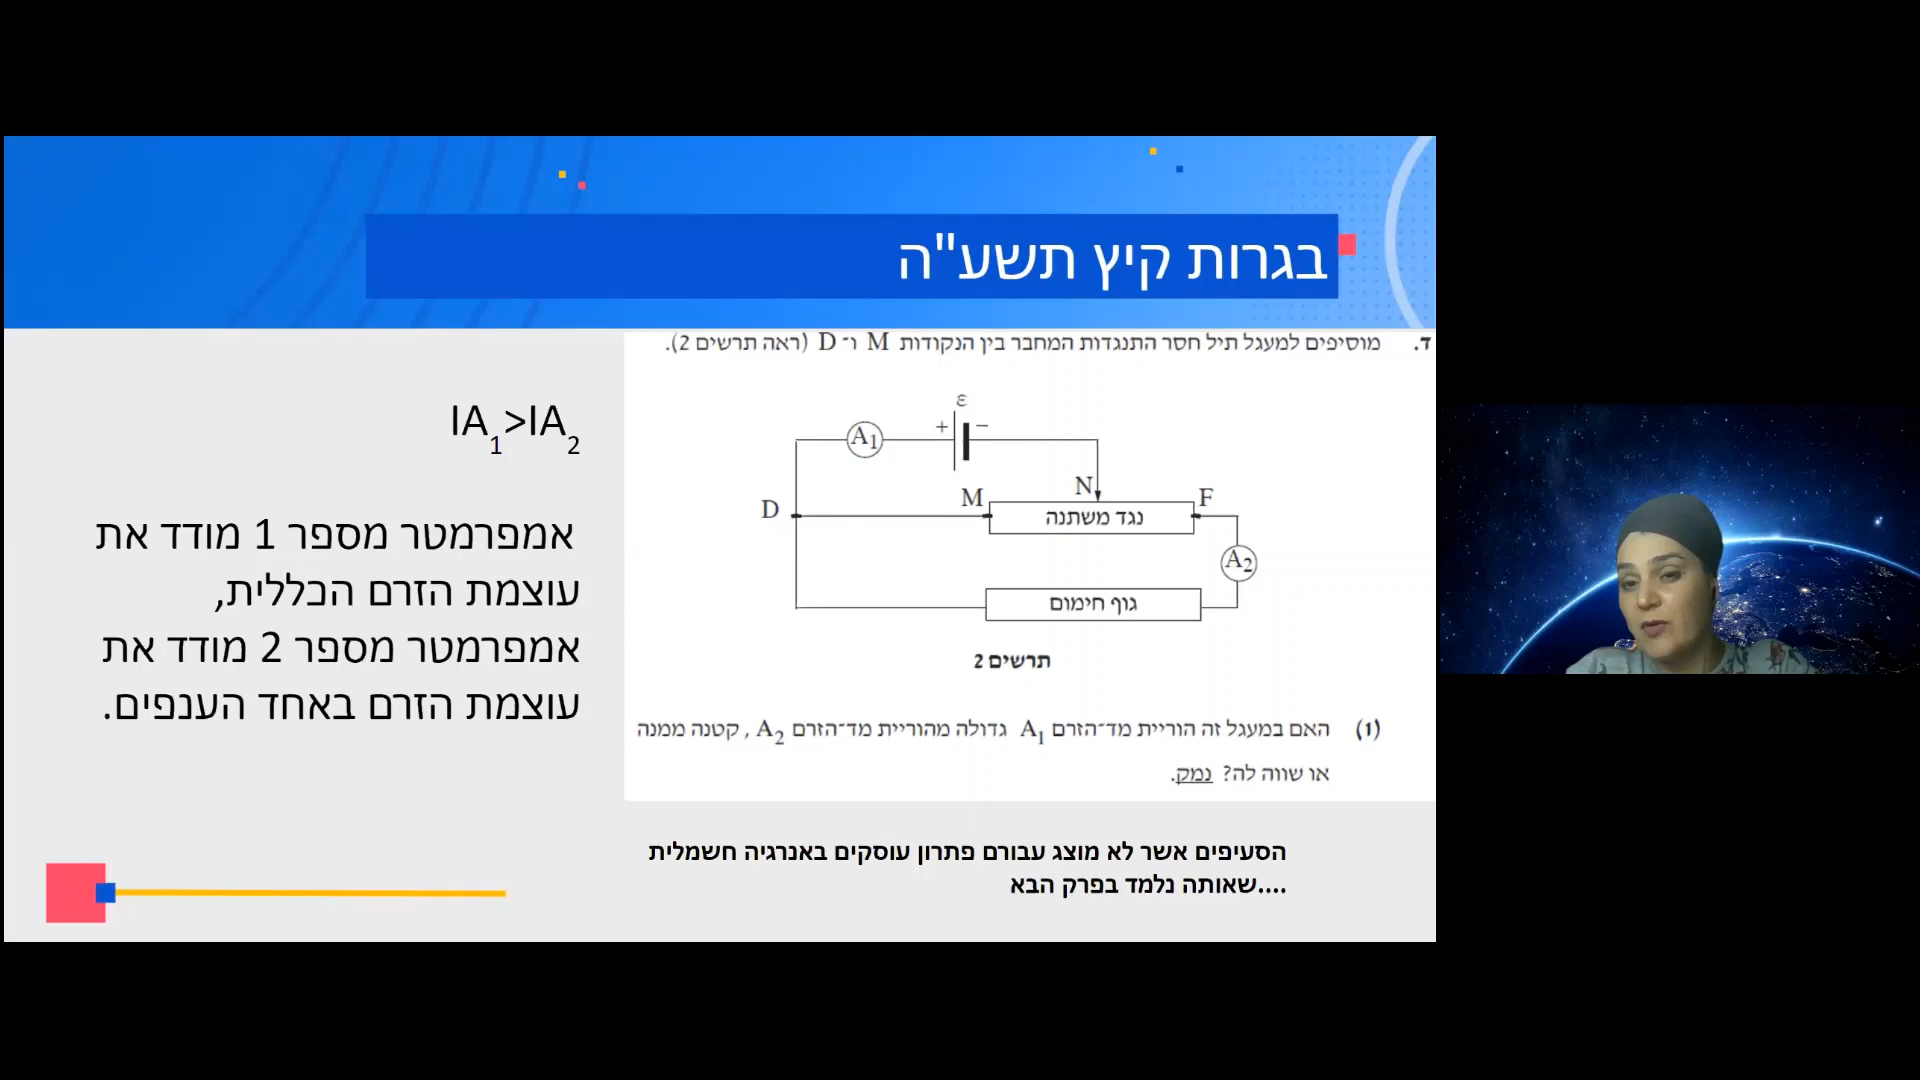 בגרות קיץ תשע"ה
ד. מוסיפים למעגל תיל חסר התנגדות המחבר בין הנקודות M ו־ D (ראה תרשים 2).
ε
A1 + −
D M N F
נגד משתנה
A2
גוף חימום
תרשים 2
(1) האם במעגל זה הוריית מד־הזרם A1 גדולה מהוריית מד־הזרם A2 , קטנה ממנה
או שווה לה? נמק.
IA1>IA2
אמפרמטר מספר 1 מודד את
עוצמת הזרם הכללית,
אמפרמטר מספר 2 מודד את
עוצמת הזרם באחד הענפים.
הסעיפים אשר לא מוצג עבורם פתרון עוסקים באנרגיה חשמלית
שאותה נלמד בפרק הבא....